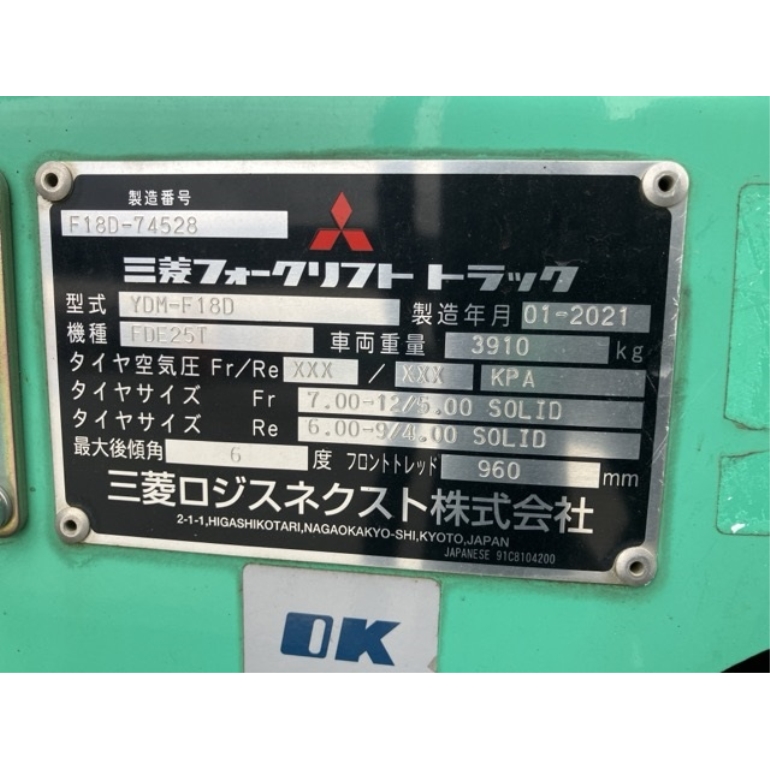 製造番号
F18D-74528
三菱フォークリフト トラック
型式 YDM-F18D 製造年月 01-2021
機種 FDE25T 車両重量 3910 kg
タイヤ空気圧 Fr/Re XXX / XXX KPA
タイヤサイズ Fr 7.00-12/5.00 SOLID
タイヤサイズ Re 6.00-9/4.00 SOLID
最大後傾角 6 度 フロントトレッド 960 mm
三菱ロジスネクスト株式会社
2-1-1,HIGASHIKOTARI,NAGAOKAKYO-SHI,KYOTO,JAPAN
JAPANESE 91C8104200
OK